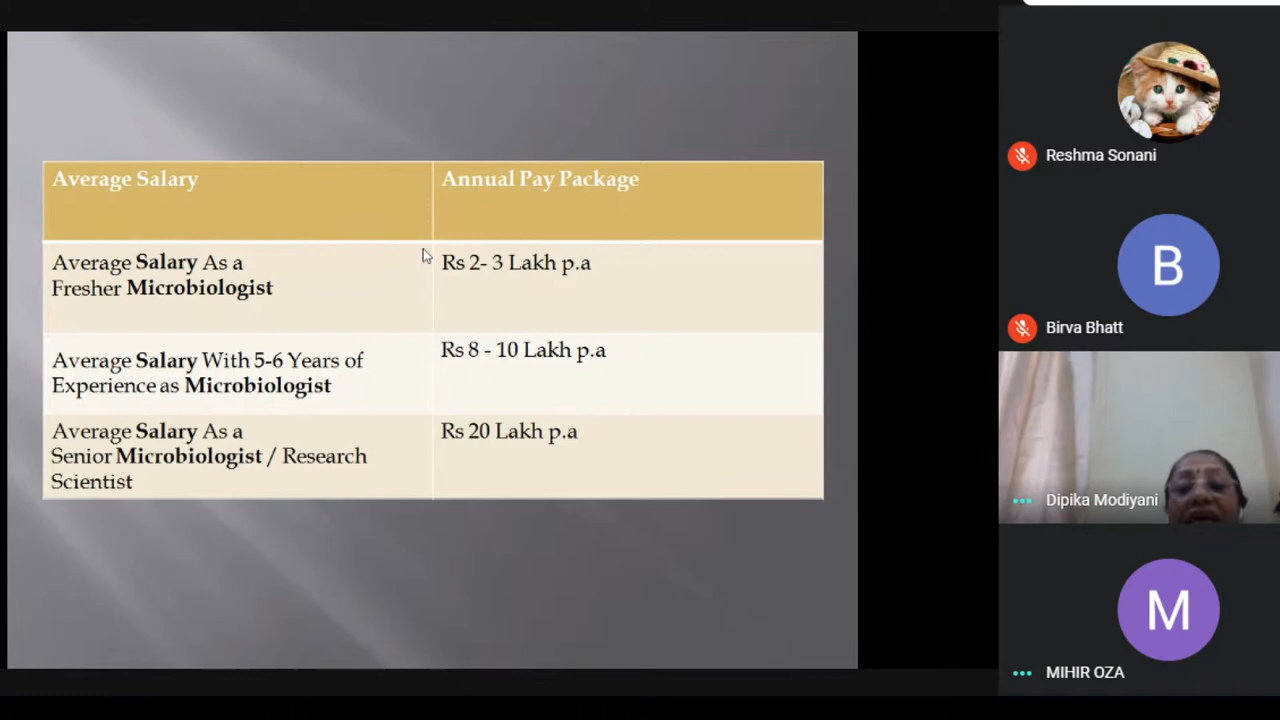 Average Salary
Annual Pay Package
Average Salary As a
Fresher Microbiologist
Rs 2- 3 Lakh p.a
Average Salary With 5-6 Years of
Experience as Microbiologist
Rs 8 - 10 Lakh p.a
Average Salary As a
Senior Microbiologist / Research
Scientist
Rs 20 Lakh p.a
Reshma Sonani
B
Birva Bhatt
Dipika Modiyani
M
MIHIR OZA